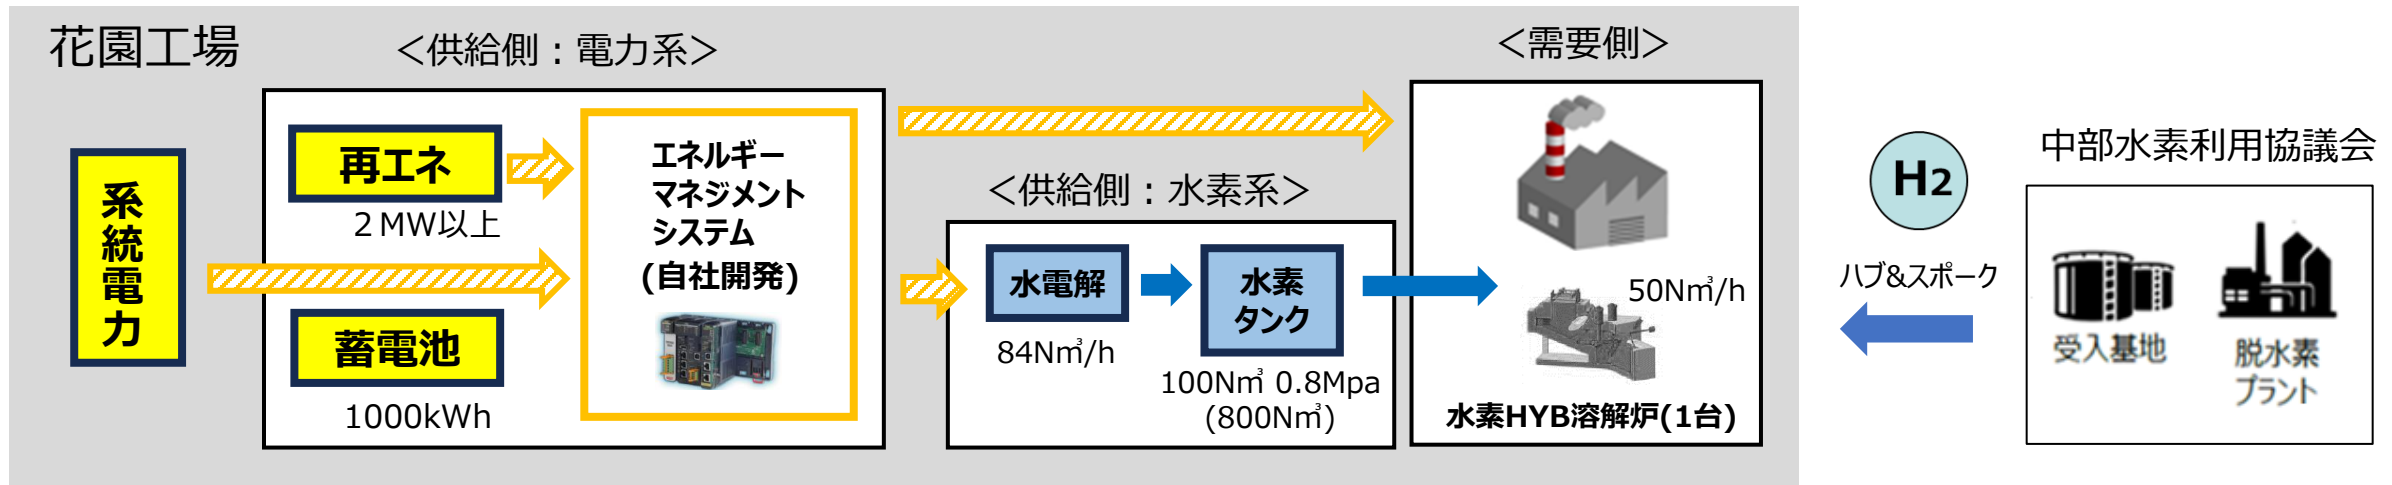 花園工場
＜供給側：電力系＞
＜需要側＞
系統電力
再エネ
２MW以上
蓄電池
1000kWh
エネルギー
マネジメント
システム
(自社開発)
＜供給側：水素系＞
水電解
84Nm³/h
水素
タンク
100Nm³ 0.8Mpa
(800Nm³)
50Nm³/h
水素HYB溶解炉(1台)
H2
ハブ&スポーク
中部水素利用協議会
受入基地
脱水素
プラント